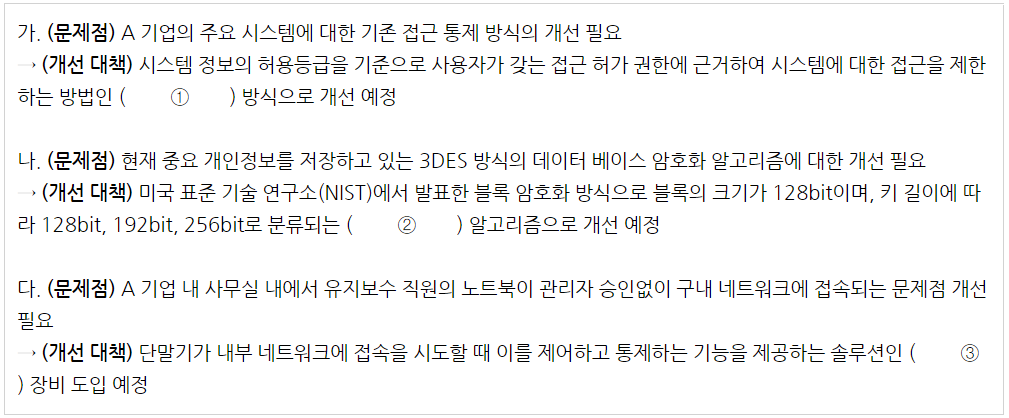 가. (문제점) A 기업의 주요 시스템에 대한 기존 접근 통제 방식의 개선 필요
→ (개선 대책) 시스템 정보의 허용등급을 기준으로 사용자가 갖는 접근 허가 권한에 근거하여 시스템에 대한 접근을 제한
하는 방법인 ( ① ) 방식으로 개선 예정
나. (문제점) 현재 중요 개인정보를 저장하고 있는 3DES 방식의 데이터 베이스 암호화 알고리즘에 대한 개선 필요
→ (개선 대책) 미국 표준 기술 연구소(NIST)에서 발표한 블록 암호화 방식으로 블록의 크기가 128bit이며, 키 길이에 따
라 128bit, 192bit, 256bit로 분류되는 ( ② ) 알고리즘으로 개선 예정
다. (문제점) A 기업 내 사무실 내에서 유지보수 직원의 노트북이 관리자 승인없이 구내 네트워크에 접속되는 문제점 개선
필요
→ (개선 대책) 단말기가 내부 네트워크에 접속을 시도할 때 이를 제어하고 통제하는 기능을 제공하는 솔루션인 ( ③
) 장비 도입 예정